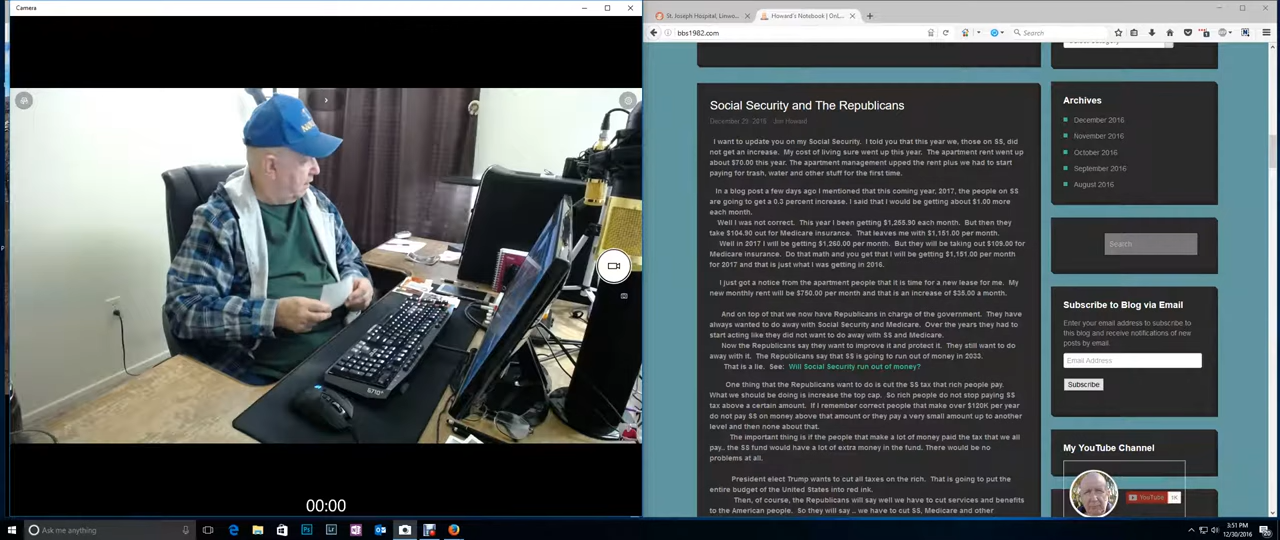 Camera
St. Joseph Hospital, Linwo...
Howard's Notebook | OnL...
bbs1982.com
Search
Social Security and The Republicans
December 29, 2016 Jon Howard
I want to update you on my Social Security. I told you that this year we, those on SS, did
not get an increase. My cost of living sure went up this year. The apartment rent went up
about $70.00 this year. The apartment management upped the rent plus we had to start
paying for trash, water and other stuff for the first time.
In a blog post a few days ago I mentioned that this coming year, 2017, the people on SS
are going to get a 0.3 percent increase. I said that I would be getting about $1.00 more
each month.
Well I was not correct. This year I been getting $1,255.90 each month. But then they
take $104.90 out for Medicare insurance. That leaves me with $1,151.00 per month.
Well in 2017 I will be getting $1,260.00 per month. But they will be taking out $109.00 for
Medicare insurance. Do that math and you get that I will be getting $1,151.00 per month
for 2017 and that is just what I was getting in 2016.
I just got a notice from the apartment people that it is time for a new lease for me. My
new monthly rent will be $750.00 per month and that is an increase of $35.00 a month.
And on top of that we now have Republicans in charge of the government. They have
always wanted to do away with Social Security and Medicare. Over the years they had to
start acting like they did not want to do away with SS and Medicare.
Now the Republicans say they want to improve it and protect it. They still want to do
away with it. The Republicans say that SS is going to run out of money in 2033.
That is a lie. See: Will Social Security run out of money?
One thing that the Republicans want to do is cut the SS tax that rich people pay.
What we should be doing is increase the top cap. So rich people do not stop paying SS
tax above a certain amount. If I remember correct people that make over $120K per year
do not pay SS on money above that amount or they pay a very small amount up to another
level and then none about that.
The important thing is if the people that make a lot of money paid the tax that we all
pay.. the SS fund would have a lot of extra money in the fund. There would be no
problems at all.
President elect Trump wants to cut all taxes on the rich. That is going to put the
entire budget of the United States into red ink.
Then, of course, the Republicans will say well we have to cut services and benefits
to the American people. So they will say .. we have to cut SS, Medicare and other
Archives
December 2016
November 2016
October 2016
September 2016
August 2016
Search
Subscribe to Blog via Email
Enter your email address to subscribe to
this blog and receive notifications of new
posts by email.
Email Address
Subscribe
My YouTube Channel
YouTube 1K
00:00
Ask me anything
3:51 PM
12/30/2016